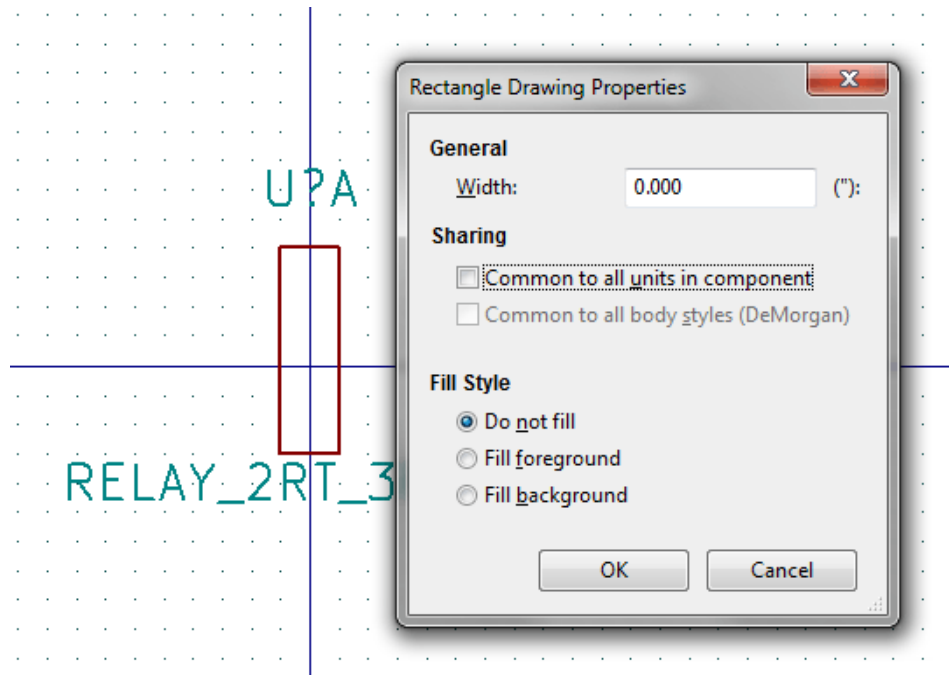 U?A
RELAY_2RT_3
Rectangle Drawing Properties
General
Width: 0.000 ("):
Sharing
Common to all units in component
Common to all body styles (DeMorgan)
Fill Style
Do not fill
Fill foreground
Fill background
OK Cancel